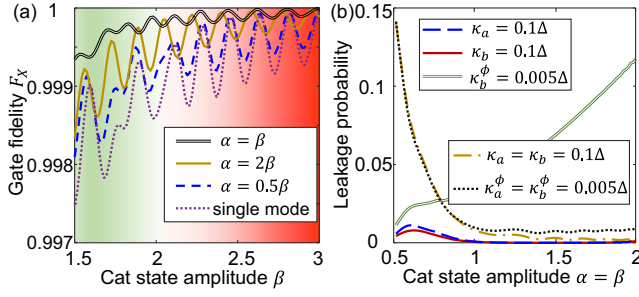 (a)
Gate fidelity F_X
1
0.999
0.998
0.997
1.5
2
2.5
3
Cat state amplitude β
α = β
α = 2β
α = 0.5β
single mode
(b)
Leakage probability
0.15
0.1
0.05
0
0.5
1
1.5
2
Cat state amplitude α = β
κ_a = 0.1Δ
κ_b = 0.1Δ
κ_b^ϕ = 0.005Δ
κ_a = κ_b = 0.1Δ
κ_a^ϕ = κ_b^ϕ = 0.005Δ